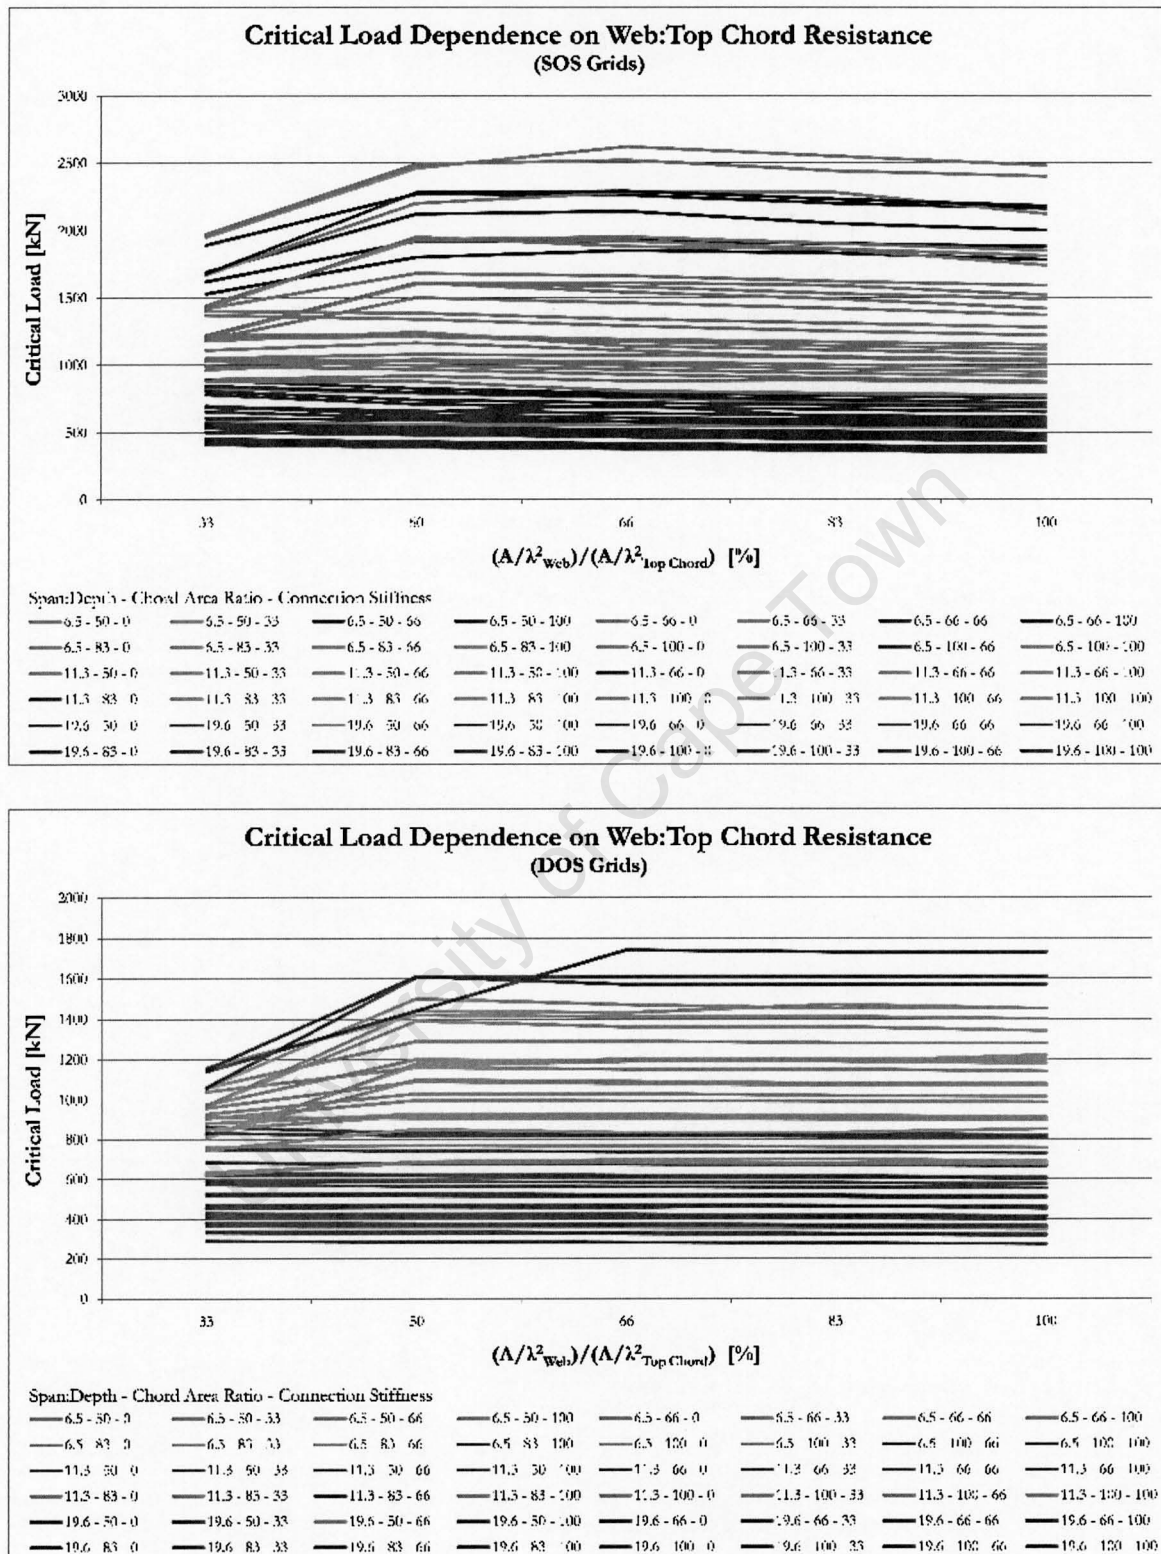 Critical Load Dependence on Web:Top Chord Resistance
(SOS Grids)
3000
2500
2000
1500
1000
500
0
Critical Load [kN]
33 50 66 83 100
(A/λ²Web)/(A/λ²Top Chord) [%]
Span:Depth - Chord Area Ratio - Connection Stiffness
6.5 - 50 - 0 6.5 - 50 - 33 6.5 - 50 - 66 6.5 - 50 - 100 6.5 - 66 - 0 6.5 - 66 - 33 6.5 - 66 - 66 6.5 - 66 - 100
6.5 - 83 - 0 6.5 - 83 - 33 6.5 - 83 - 66 6.5 - 83 - 100 6.5 - 100 - 0 6.5 - 100 - 33 6.5 - 100 - 66 6.5 - 100 - 100
11.3 - 50 - 0 11.3 - 50 - 33 11.3 - 50 - 66 11.3 - 50 - 100 11.3 - 66 - 0 11.3 - 66 - 33 11.3 - 66 - 66 11.3 - 66 - 100
11.3 - 83 - 0 11.3 - 83 - 33 11.3 - 83 - 66 11.3 - 83 - 100 11.3 - 100 - 0 11.3 - 100 - 33 11.3 - 100 - 66 11.3 - 100 - 100
19.6 - 50 - 0 19.6 - 50 - 33 19.6 - 50 - 66 19.6 - 50 - 100 19.6 - 66 - 0 19.6 - 66 - 33 19.6 - 66 - 66 19.6 - 66 - 100
19.6 - 83 - 0 19.6 - 83 - 33 19.6 - 83 - 66 19.6 - 83 - 100 19.6 - 100 - 0 19.6 - 100 - 33 19.6 - 100 - 66 19.6 - 100 - 100
University of Cape Town
Critical Load Dependence on Web:Top Chord Resistance
(DOS Grids)
2000
1800
1600
1400
1200
1000
800
600
400
200
0
Critical Load [kN]
33 50 66 83 100
(A/λ²Web)/(A/λ²Top Chord) [%]
Span:Depth - Chord Area Ratio - Connection Stiffness
6.5 - 50 - 0 6.5 - 50 - 33 6.5 - 50 - 66 6.5 - 50 - 100 6.5 - 66 - 0 6.5 - 66 - 33 6.5 - 66 - 66 6.5 - 66 - 100
6.5 - 83 - 0 6.5 - 83 - 33 6.5 - 83 - 66 6.5 - 83 - 100 6.5 - 100 - 0 6.5 - 100 - 33 6.5 - 100 - 66 6.5 - 100 - 100
11.3 - 50 - 0 11.3 - 50 - 33 11.3 - 50 - 66 11.3 - 50 - 100 11.3 - 66 - 0 11.3 - 66 - 33 11.3 - 66 - 66 11.3 - 66 - 100
11.3 - 83 - 0 11.3 - 83 - 33 11.3 - 83 - 66 11.3 - 83 - 100 11.3 - 100 - 0 11.3 - 100 - 33 11.3 - 100 - 66 11.3 - 100 - 100
19.6 - 50 - 0 19.6 - 50 - 33 19.6 - 50 - 66 19.6 - 50 - 100 19.6 - 66 - 0 19.6 - 66 - 33 19.6 - 66 - 66 19.6 - 66 - 100
19.6 - 83 - 0 19.6 - 83 - 33 19.6 - 83 - 66 19.6 - 83 - 100 19.6 - 100 - 0 19.6 - 100 - 33 19.6 - 100 - 66 19.6 - 100 - 100